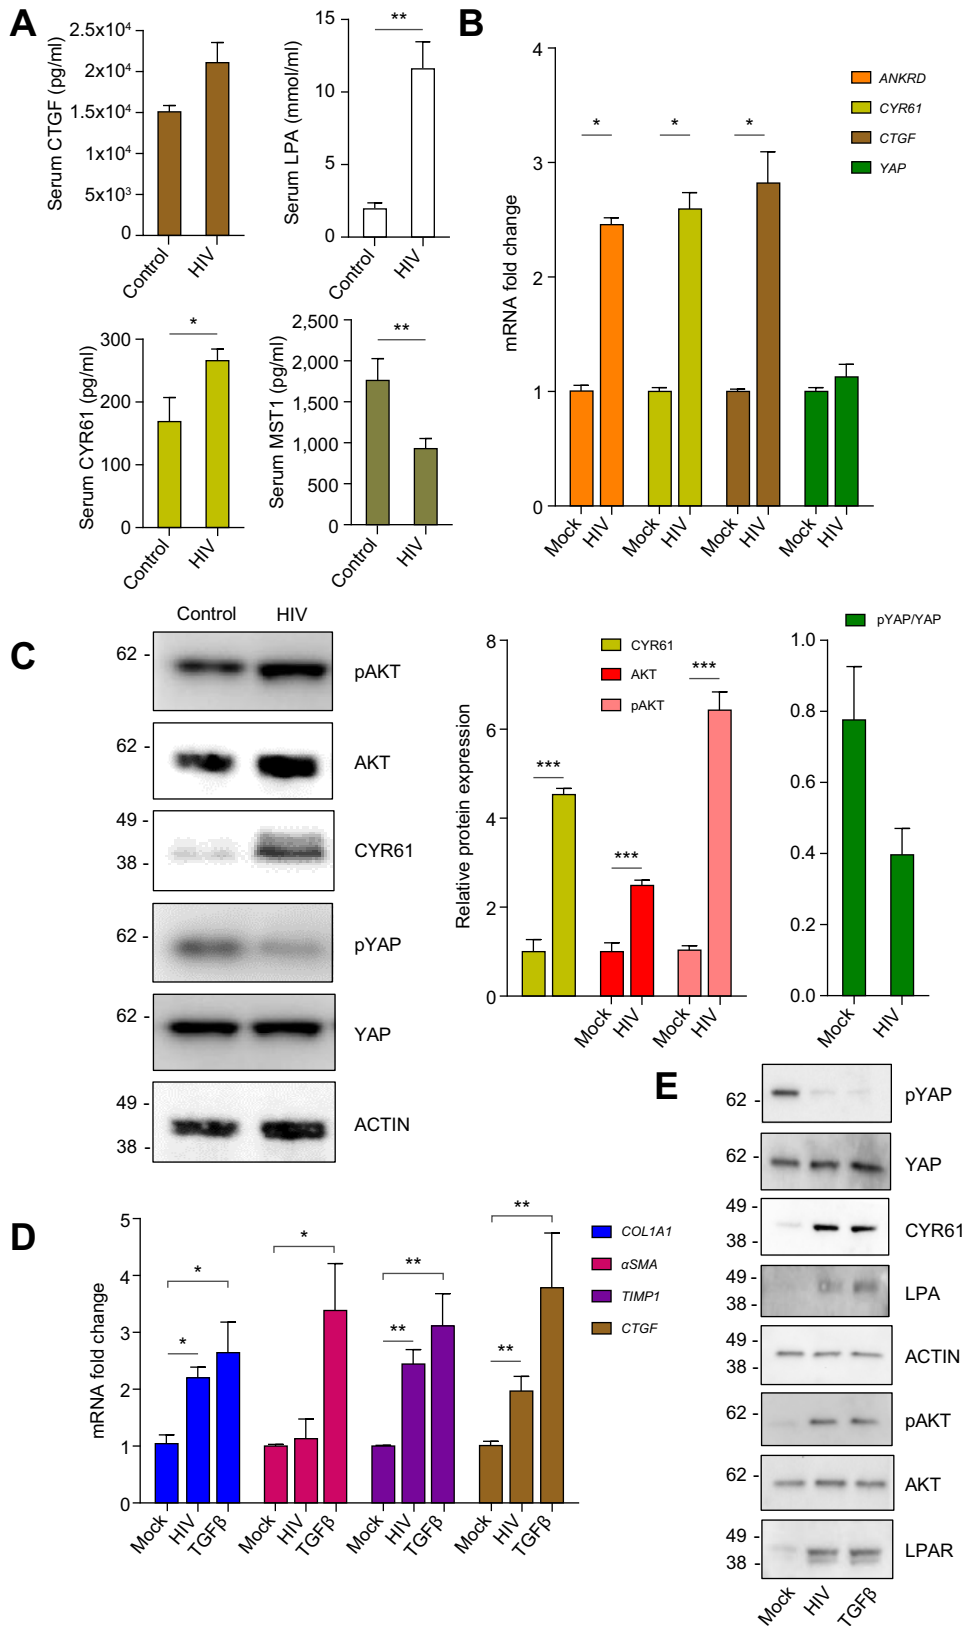 A
Serum CTGF (pg/ml)
2.5x10⁴
2x10⁴
1.5x10⁴
1x10⁴
5x10³
0
Control
HIV
Serum LPA (mmol/ml)
15
10
5
0
**
Control
HIV
Serum CYR61 (pg/ml)
300
200
100
0
*
Control
HIV
Serum MST1 (pg/ml)
2,500
2,000
1,500
1,000
500
0
**
Control
HIV
B
mRNA fold change
4
3
2
1
0
* * *
ANKRD
CYR61
CTGF
YAP
Mock HIV Mock HIV Mock HIV Mock HIV
C
Control HIV
62 - pAKT
62 - AKT
49 -
38 - CYR61
62 - pYAP
62 - YAP
49 -
38 - ACTIN
Relative protein expression
8
6
4
2
0
CYR61
AKT
pAKT
*** *** ***
Mock HIV Mock HIV
pYAP/YAP
1.0
0.8
0.6
0.4
0.2
0.0
Mock HIV
D
mRNA fold change
5
4
3
2
1
0
* * * ** ** ** **
COL1A1
αSMA
TIMP1
CTGF
Mock HIV TGFβ Mock HIV TGFβ Mock HIV TGFβ Mock HIV TGFβ
E
62 - pYAP
62 - YAP
49 -
38 - CYR61
49 -
38 - LPA
49 -
38 - ACTIN
62 - pAKT
62 - AKT
49 -
38 - LPAR
Mock HIV TGFβ